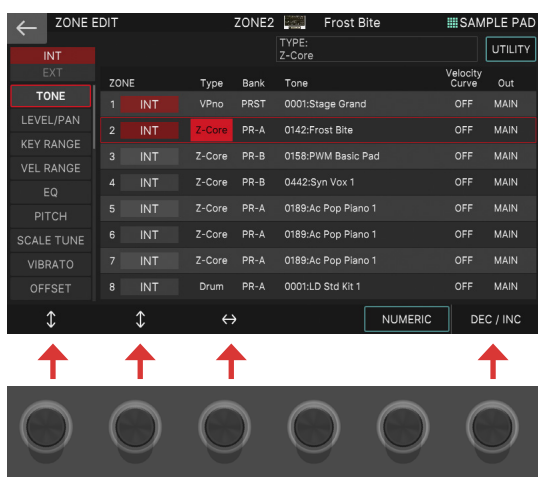 ZONE EDIT ZONE2 Frost Bite SAMPLE PAD
TYPE:
Z-Core
UTILITY
INT
EXT
TONE
LEVEL/PAN
KEY RANGE
VEL RANGE
EQ
PITCH
SCALE TUNE
VIBRATO
OFFSET
ZONE Type Bank Tone Velocity Curve Out
1 INT VPno PRST 0001:Stage Grand OFF MAIN
2 INT Z-Core PR-A 0142:Frost Bite OFF MAIN
3 INT Z-Core PR-B 0158:PWM Basic Pad OFF MAIN
4 INT Z-Core PR-B 0442:Syn Vox 1 OFF MAIN
5 INT Z-Core PR-A 0189:Ac Pop Piano 1 OFF MAIN
6 INT Z-Core PR-A 0189:Ac Pop Piano 1 OFF MAIN
7 INT Z-Core PR-A 0189:Ac Pop Piano 1 OFF MAIN
8 INT Drum PR-A 0001:LD Std Kit 1 OFF MAIN
NUMERIC DEC / INC